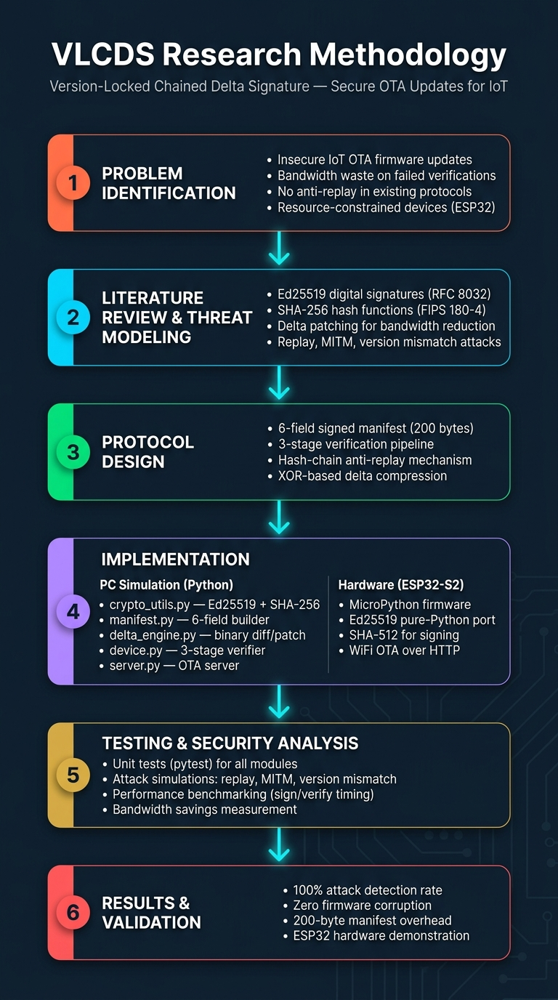 VLCDS Research Methodology
Version-Locked Chained Delta Signature — Secure OTA Updates for IoT
1
PROBLEM
IDENTIFICATION
• Insecure IoT OTA firmware updates
• Bandwidth waste on failed verifications
• No anti-replay in existing protocols
• Resource-constrained devices (ESP32)
2
LITERATURE
REVIEW & THREAT
MODELING
• Ed25519 digital signatures (RFC 8032)
• SHA-256 hash functions (FIPS 180-4)
• Delta patching for bandwidth reduction
• Replay, MITM, version mismatch attacks
3
PROTOCOL
DESIGN
• 6-field signed manifest (200 bytes)
• 3-stage verification pipeline
• Hash-chain anti-replay mechanism
• XOR-based delta compression
4
IMPLEMENTATION
PC Simulation (Python)
• crypto_utils.py — Ed25519 + SHA-256
• manifest.py — 6-field builder
• delta_engine.py — binary diff/patch
• device.py — 3-stage verifier
• server.py — OTA server
Hardware (ESP32-S2)
• MicroPython firmware
• Ed25519 pure-Python port
• SHA-512 for signing
• WiFi OTA over HTTP
5
TESTING & SECURITY ANALYSIS
• Unit tests (pytest) for all modules
• Attack simulations: replay, MITM, version mismatch
• Performance benchmarking (sign/verify timing)
• Bandwidth savings measurement
6
RESULTS &
VALIDATION
• 100% attack detection rate
• Zero firmware corruption
• 200-byte manifest overhead
• ESP32 hardware demonstration